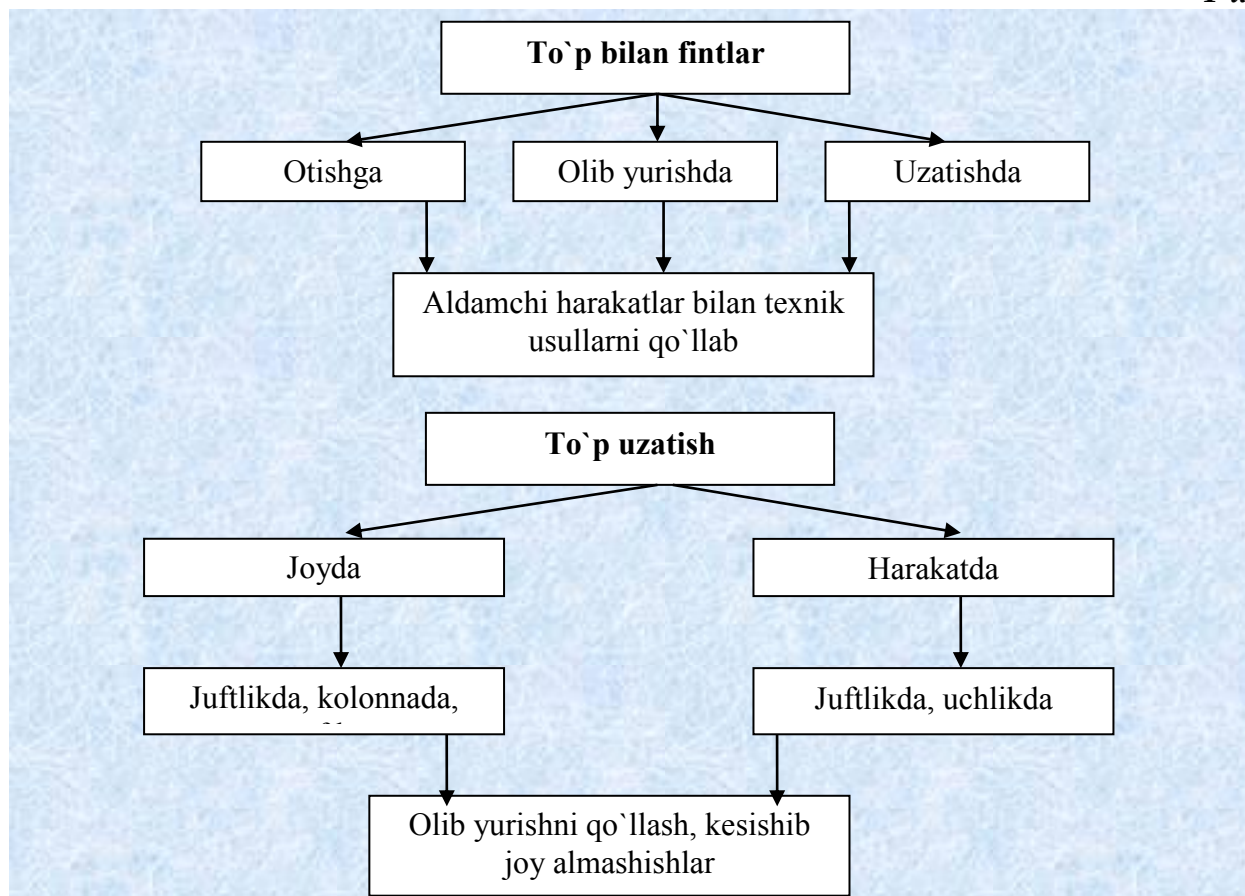 To`p bilan fintlar
Otishga
Olib yurishda
Uzatishda
Aldamchi harakatlar bilan texnik
usullarni qo`llab
To`p uzatish
Joyda
Harakatda
Juftlikda, kolonnada,
Juftlikda, uchlikda
Olib yurishni qo`llash, kesishib
joy almashishlar